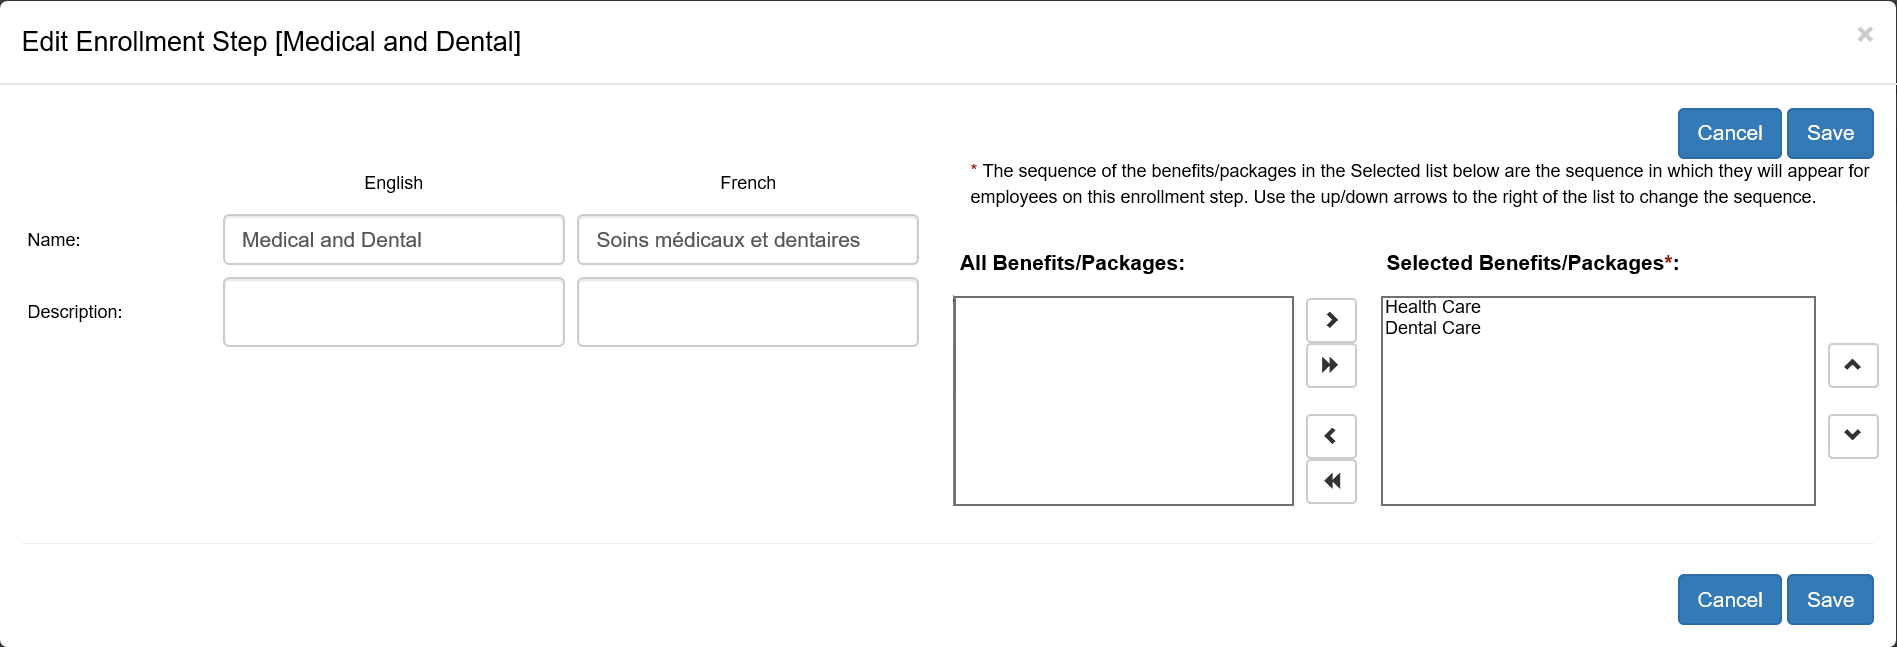 Edit Enrollment Step [Medical and Dental]
×
Cancel Save
* The sequence of the benefits/packages in the Selected list below are the sequence in which they will appear for
employees on this enrollment step. Use the up/down arrows to the right of the list to change the sequence.
English French
Name: Medical and Dental Soins médicaux et dentaires
Description:
All Benefits/Packages: Selected Benefits/Packages*:
Health Care
Dental Care
Cancel Save